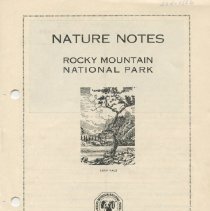 NATURE NOTES
ROCKY MOUNTAIN
NATIONAL PARK